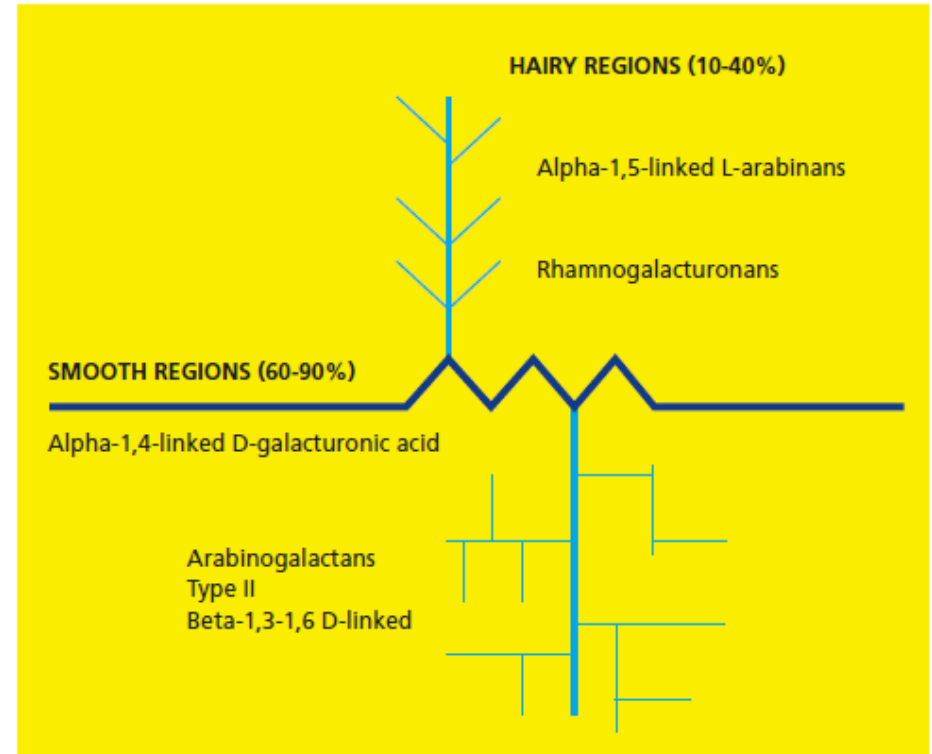 HAIRY REGIONS (10-40%)
Alpha-1,5-linked L-arabinans
Rhamnogalacturonans
SMOOTH REGIONS (60-90%)
Alpha-1,4-linked D-galacturonic acid
Arabinogalactans
Type II
Beta-1,3-1,6 D-linked